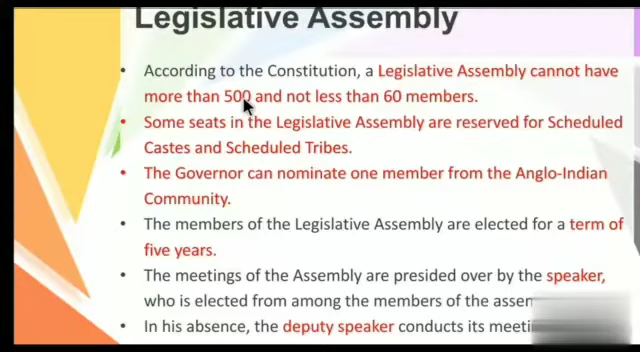 Legislative Assembly
• According to the Constitution, a Legislative Assembly cannot have
more than 500 and not less than 60 members.
• Some seats in the Legislative Assembly are reserved for Scheduled
Castes and Scheduled Tribes.
• The Governor can nominate one member from the Anglo-Indian
Community.
• The members of the Legislative Assembly are elected for a term of
five years.
• The meetings of the Assembly are presided over by the speaker,
who is elected from among the members of the
• In his absence, the deputy speaker conducts its